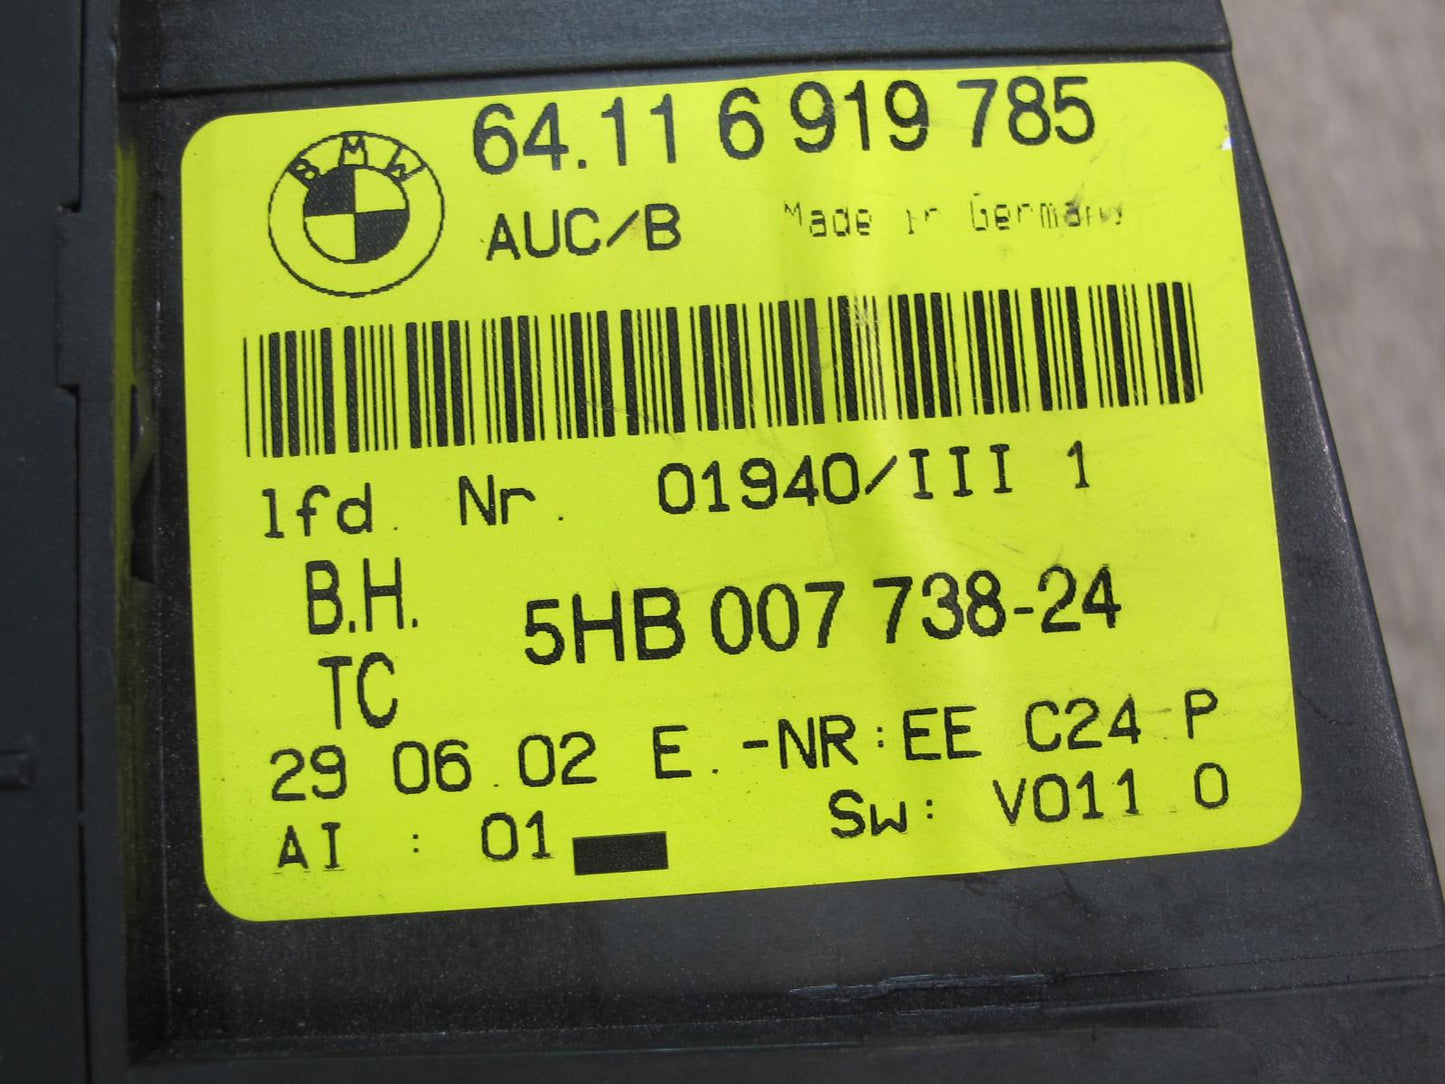 BMW
64.11 6 919 785
AUC/B Made in Germany
lfd. Nr. 01940/III 1
B.H.
5HB 007 738-24
TC
29 06.02 E.-NR:EE C24 P
AI : 01 Sw: V011 0